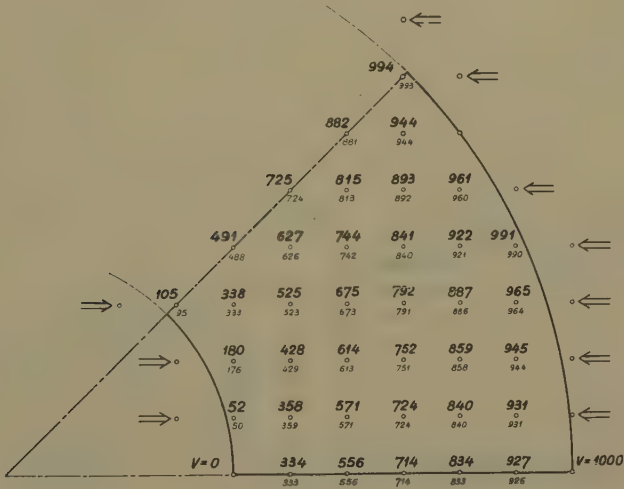 994
993
882 944
881 944
725 815 893 961
724 813 892 960
491 627 744 841 922 991
488 626 742 840 921 990
105 338 525 675 792 887 965
95 333 523 673 791 886 964
180 428 614 752 859 945
176 429 613 751 858 944
52 358 571 724 840 931
50 359 571 724 840 931
V=0 334 556 714 834 927 V=1000
333 556 714 833 926